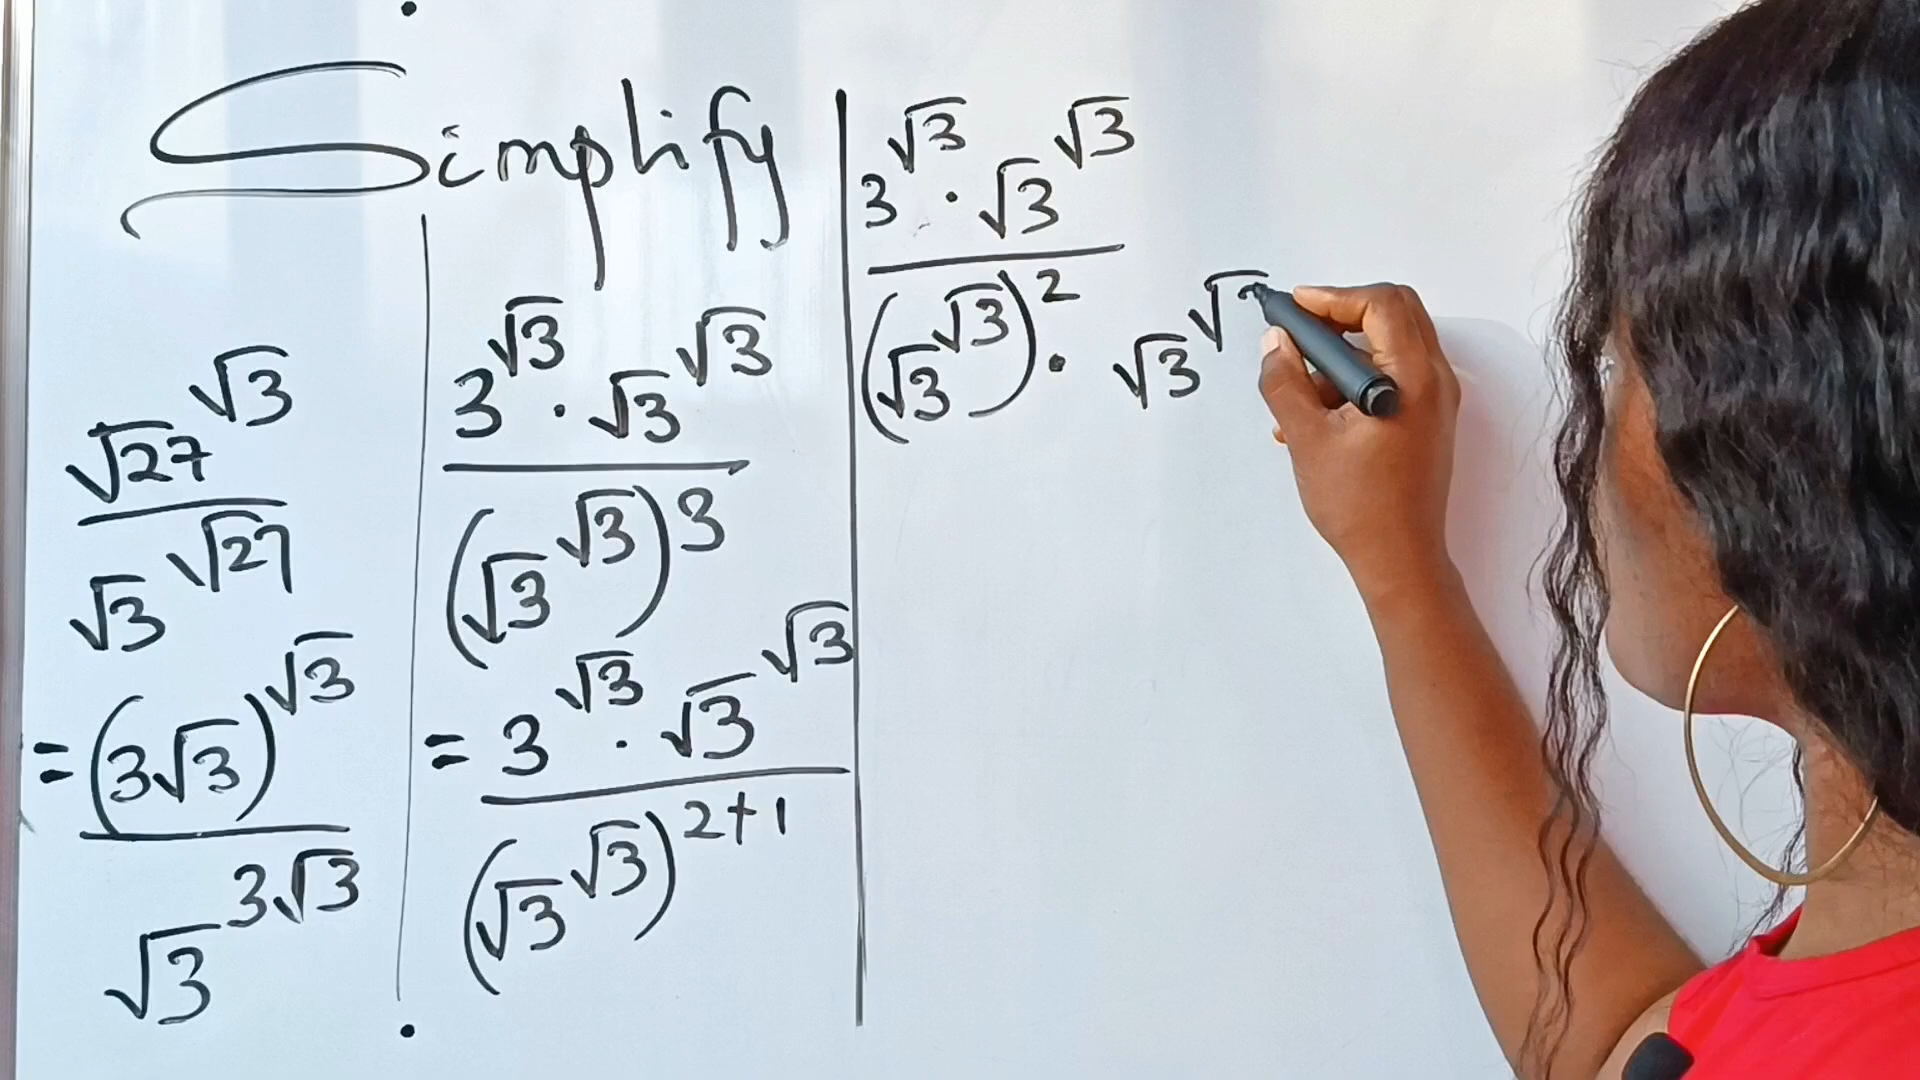 Simplify
√27^√3
/
√3^√27
= (3√3)^√3
/
√3^3√3
3^√3 · √3^√3
/
(√3^√3)^3
= 3^√3 · √3^√3
/
(√3^√3)^2+1
3^√3 · √3^√3
/
(√3^√3)^2 · √3^√